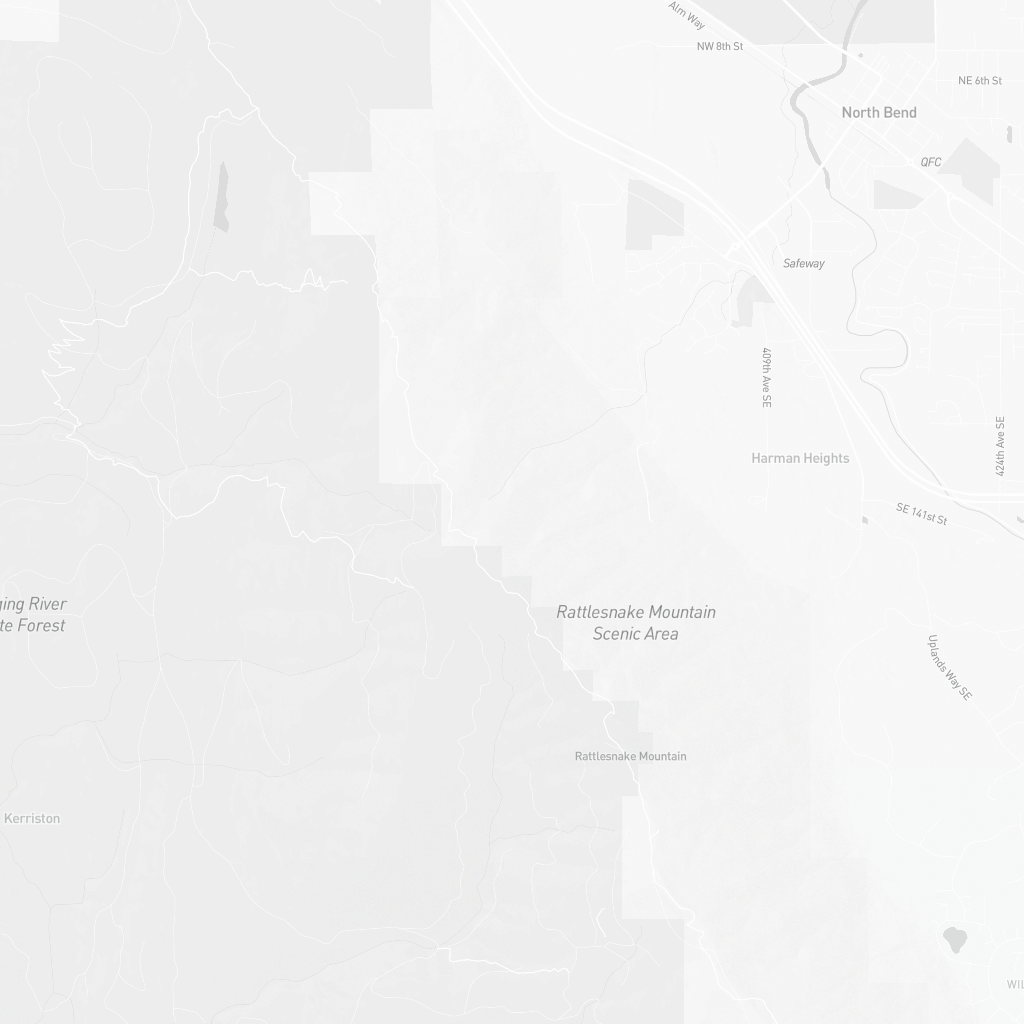 Alm Way
NW 8th St
NE 6th St
North Bend
QFC
Safeway
409th Ave SE
424th Ave SE
Harman Heights
SE 141st St
ging River
te Forest
Rattlesnake Mountain
Scenic Area
Uplands Way SE
Rattlesnake Mountain
Kerriston
WIL